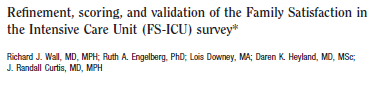 Refinement, scoring, and validation of the Family Satisfaction in
the Intensive Care Unit (FS-ICU) survey*
Richard J. Wall, MD, MPH; Ruth A. Engelberg, PhD; Lois Downey, MA; Daren K. Heyland, MD, MSc;
J. Randall Curtis, MD, MPH